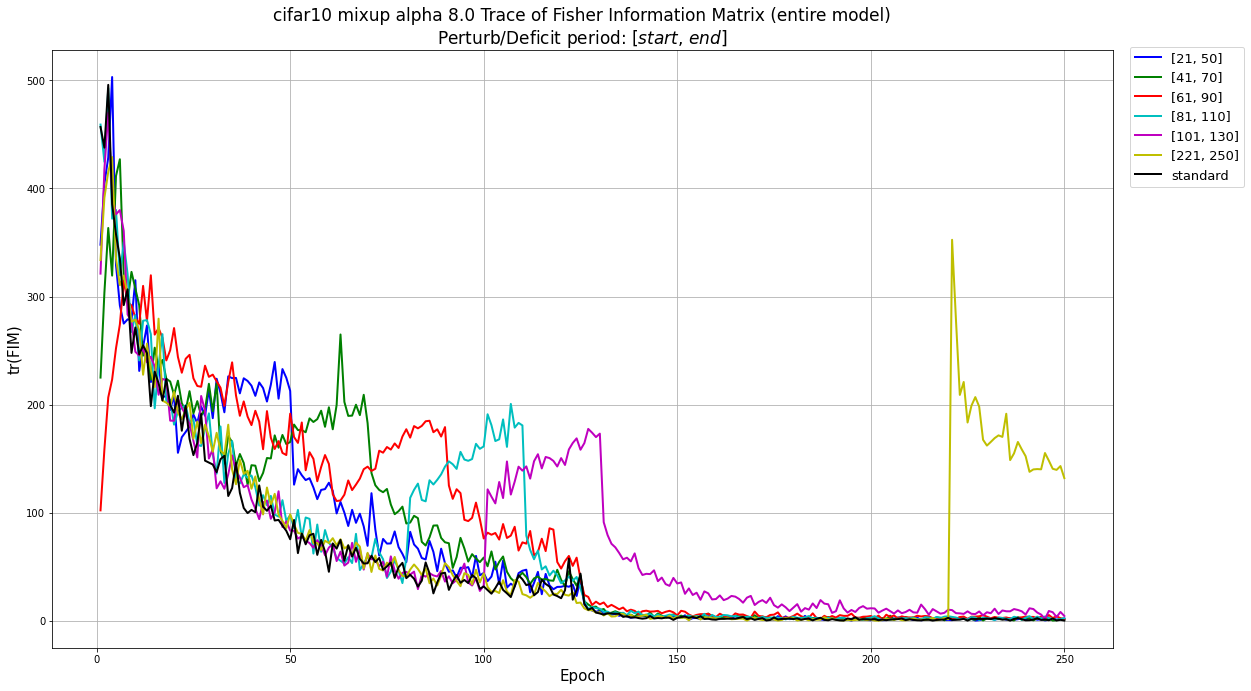 cifar10 mixup alpha 8.0 Trace of Fisher Information Matrix (entire model)
Perturb/Deficit period: [start, end]
[21, 50]
[41, 70]
[61, 90]
[81, 110]
[101, 130]
[221, 250]
standard
tr(FIM)
500
400
300
200
100
0
0 50 100 150 200 250
Epoch